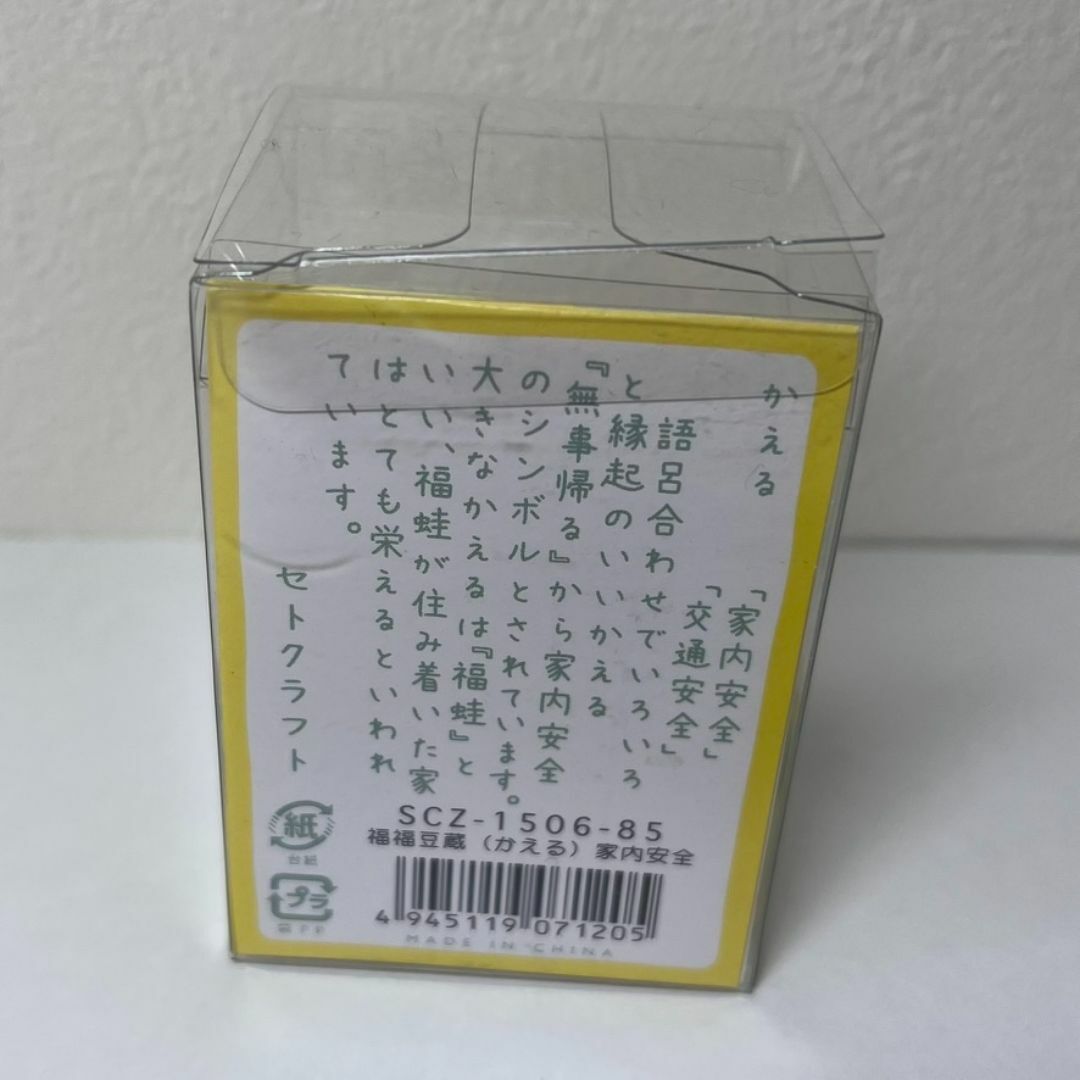 かえる
「家内安全」
「交通安全」
語呂合わせでいろいろ
と縁起のいいかえる
『無事帰る』から家内安全
のシンボルとされています。
大きなかえるは『福蛙』と
いい、福蛙が住み着いた家
はとても栄えるといわれ
ています。
セトクラフト
紙
台紙
プラ
SCZ-1506-85
福福豆蔵（かえる）家内安全
4 945119 071205
MADE IN CHINA